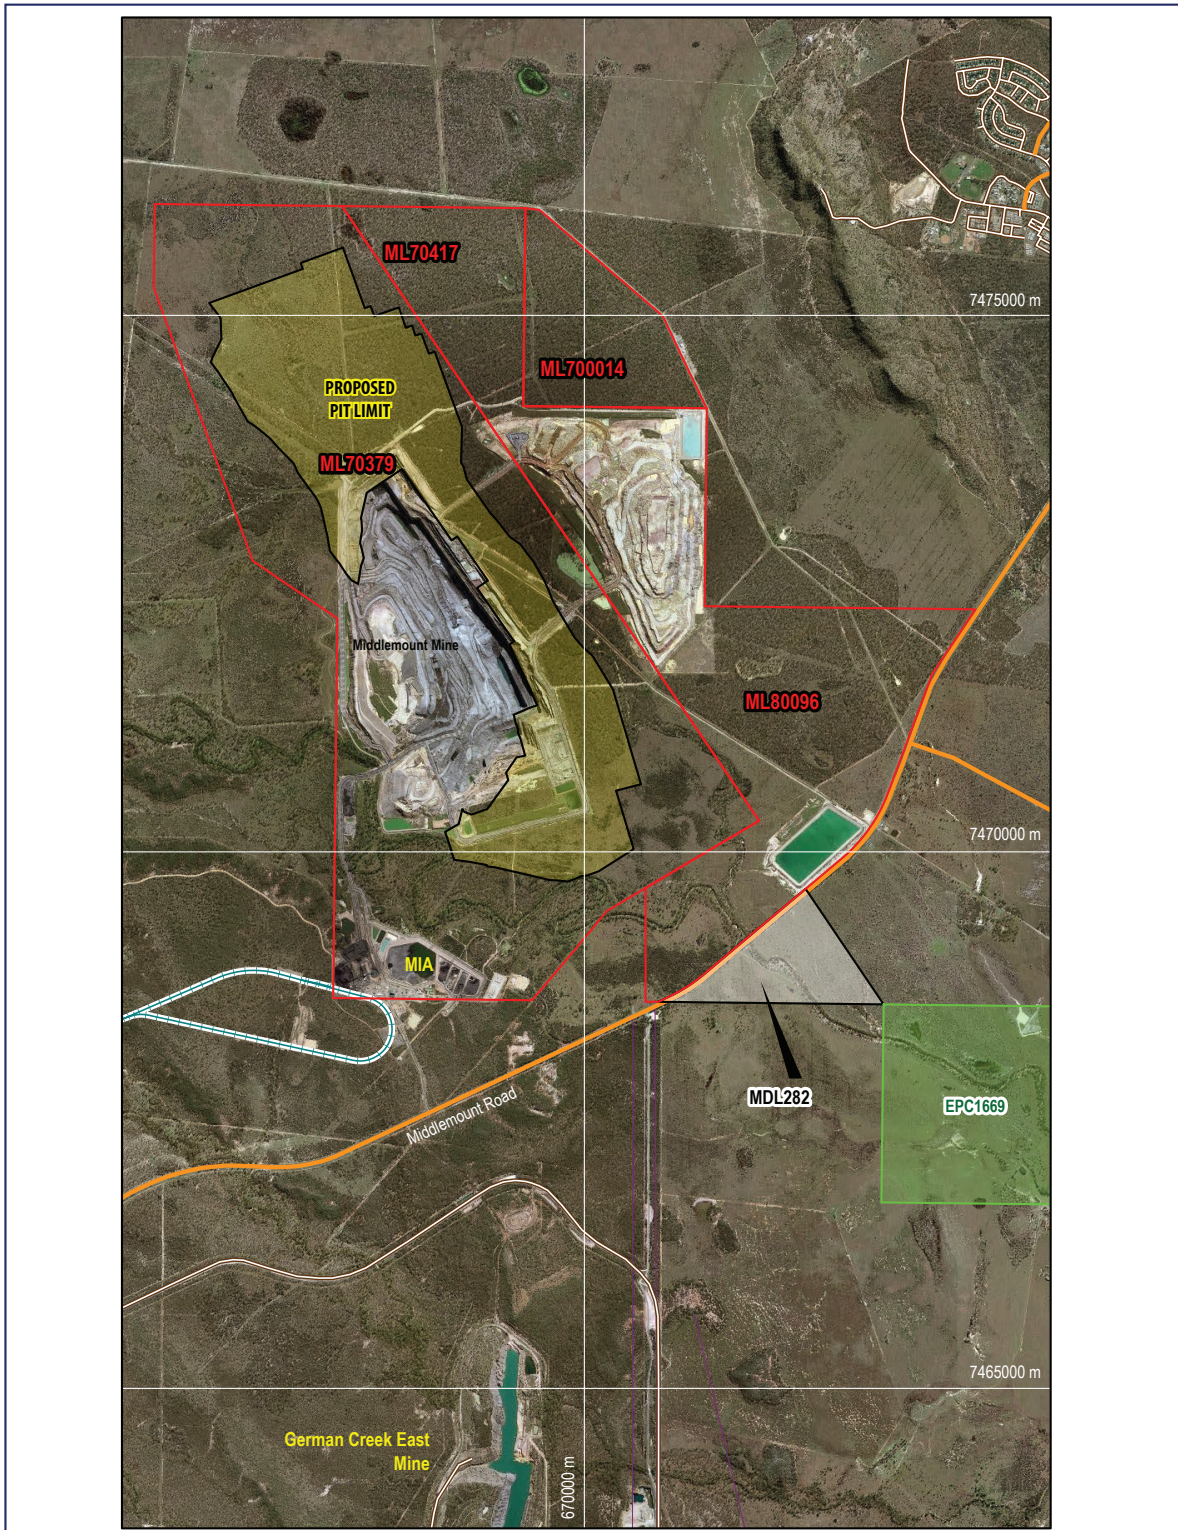 ML70417
7475000 m
ML700014
PROPOSED
PIT LIMIT
ML70379
Middlemount Mine
ML80096
7470000 m
MIA
MDL282
EPC1669
Middlemount Road
7465000 m
German Creek East
Mine
670000 m